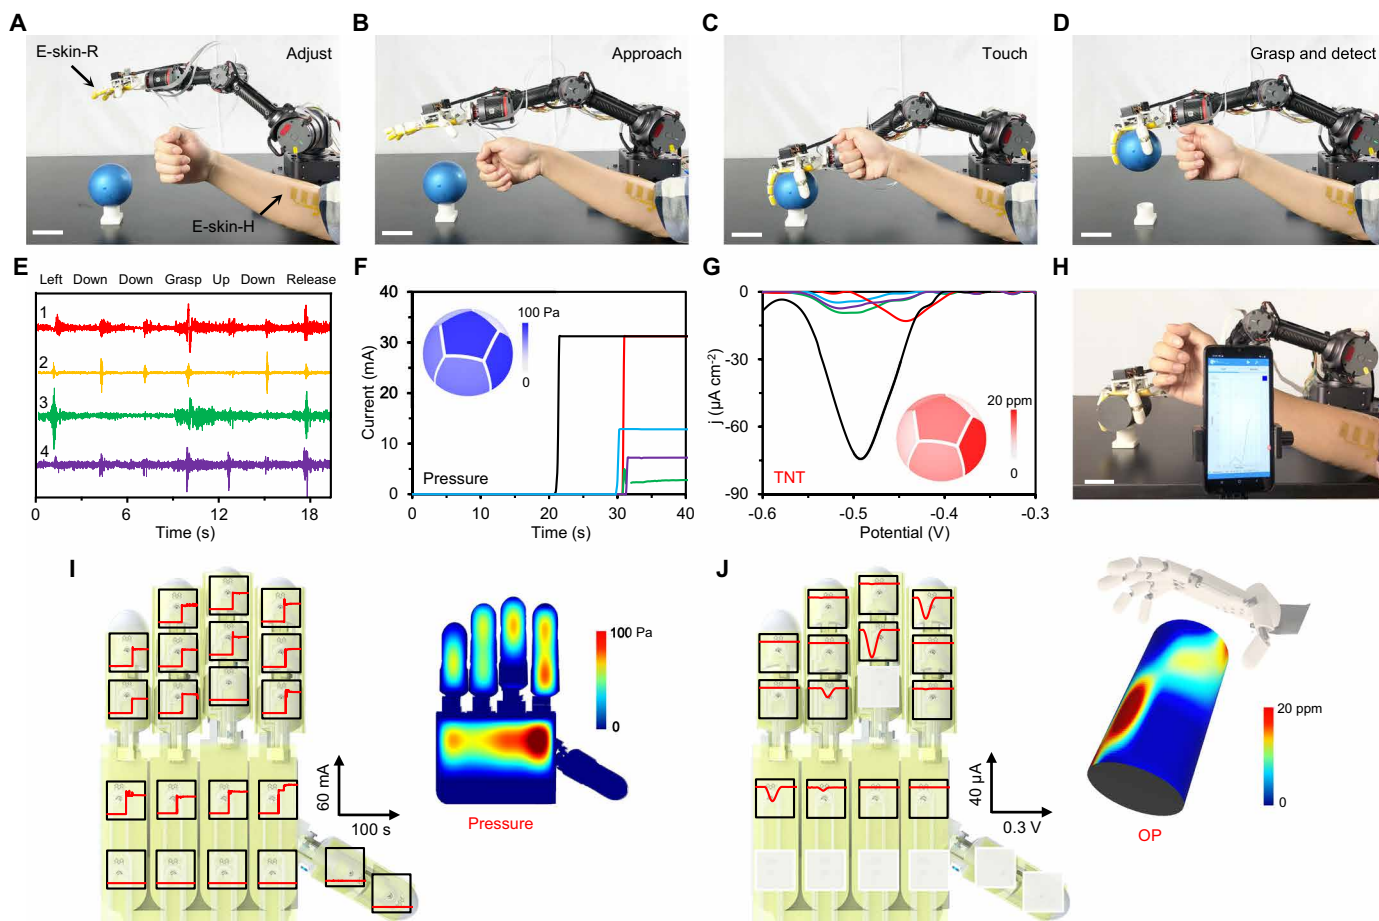 A
E-skin-R
Adjust
E-skin-H
B
Approach
C
Touch
D
Grasp and detect
E
Left Down Down Grasp Up Down Release
1
2
3
4
0 6 12 18
Time (s)
F
40
30
20
10
0
Current (mA)
100 Pa
0
Pressure
0 10 20 30 40
Time (s)
G
0
-30
-60
-90
j (µA cm⁻²)
20 ppm
0
TNT
-0.6 -0.5 -0.4 -0.3
Potential (V)
H
I
60 mA
100 s
100 Pa
0
Pressure
J
40 µA
0.3 V
20 ppm
0
OP